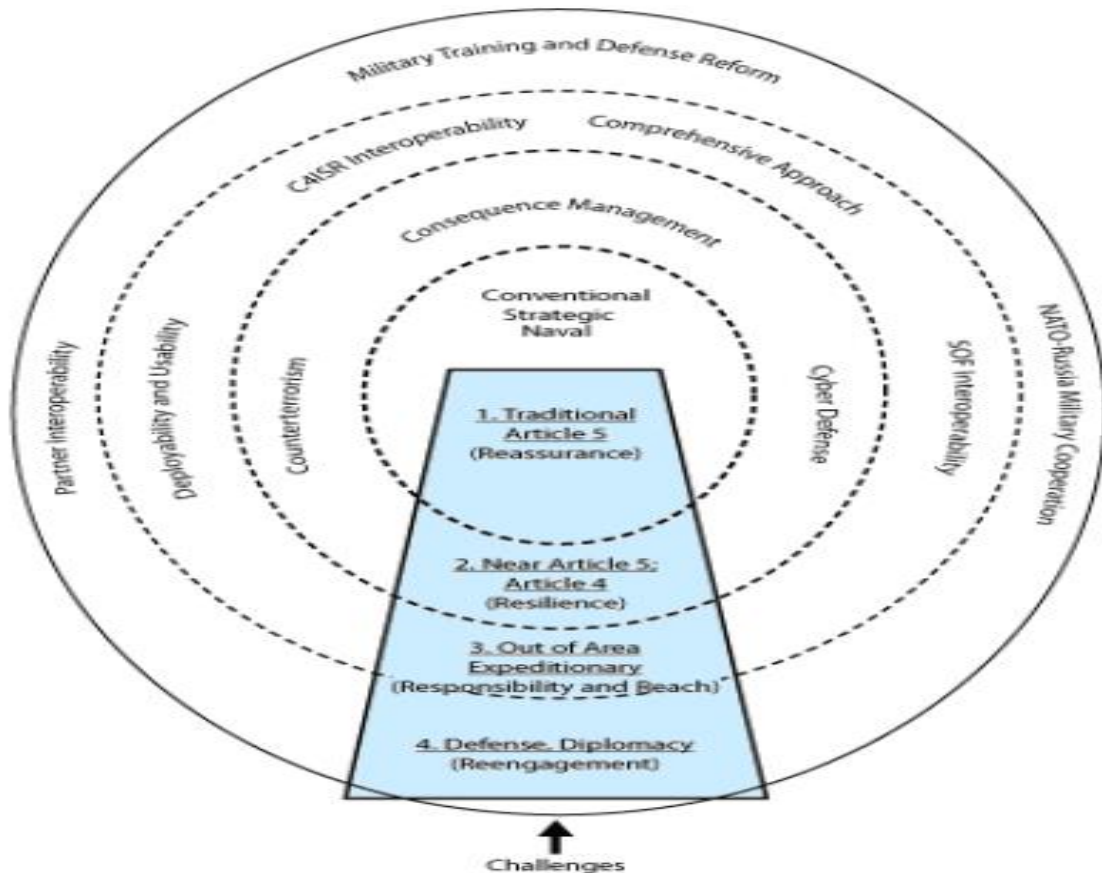 Military Training and Defense Reform
C4ISR Interoperability
Comprehensive Approach
Consequence Management
Conventional
Strategic
Naval
Partner Interoperability
Deployability and Usability
Counterterrorism
Cyber Defense
SOF Interoperability
NATO-Russia Military Cooperation
1. Traditional
Article 5
(Reassurance)
2. Near Article 5;
Article 4
(Resilience)
3. Out of Area
Expeditionary
(Responsibility and Reach)
4. Defense. Diplomacy
(Reengagement)
Challenges